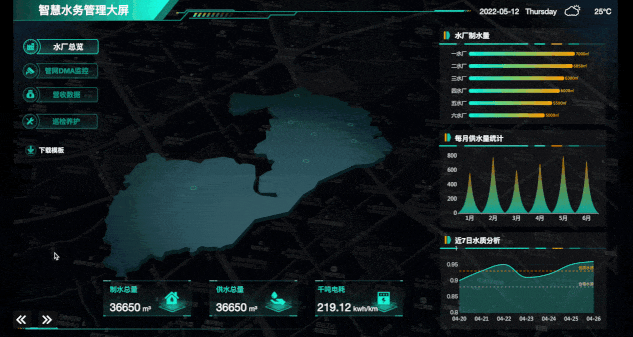 智慧水务管理大屏
2022-05-12 Thursday 25°C
水厂总览
管网DMA监控
营收数据
巡检养护
下载模板
制水总量
36650 m³
供水总量
36650 m³
千吨电耗
219.12 kwh/km
水厂制水量
一水厂 7000㎥
二水厂
三水厂
四水厂
五水厂
六水厂
每月供水量统计
800
600
400
200
0
1月 2月 3月 4月 5月 6月
近7日水质分析
1
0.95
0.9
0.85
0.8
04-20 04-21 04-22 04-23 04-24 04-25 04-26